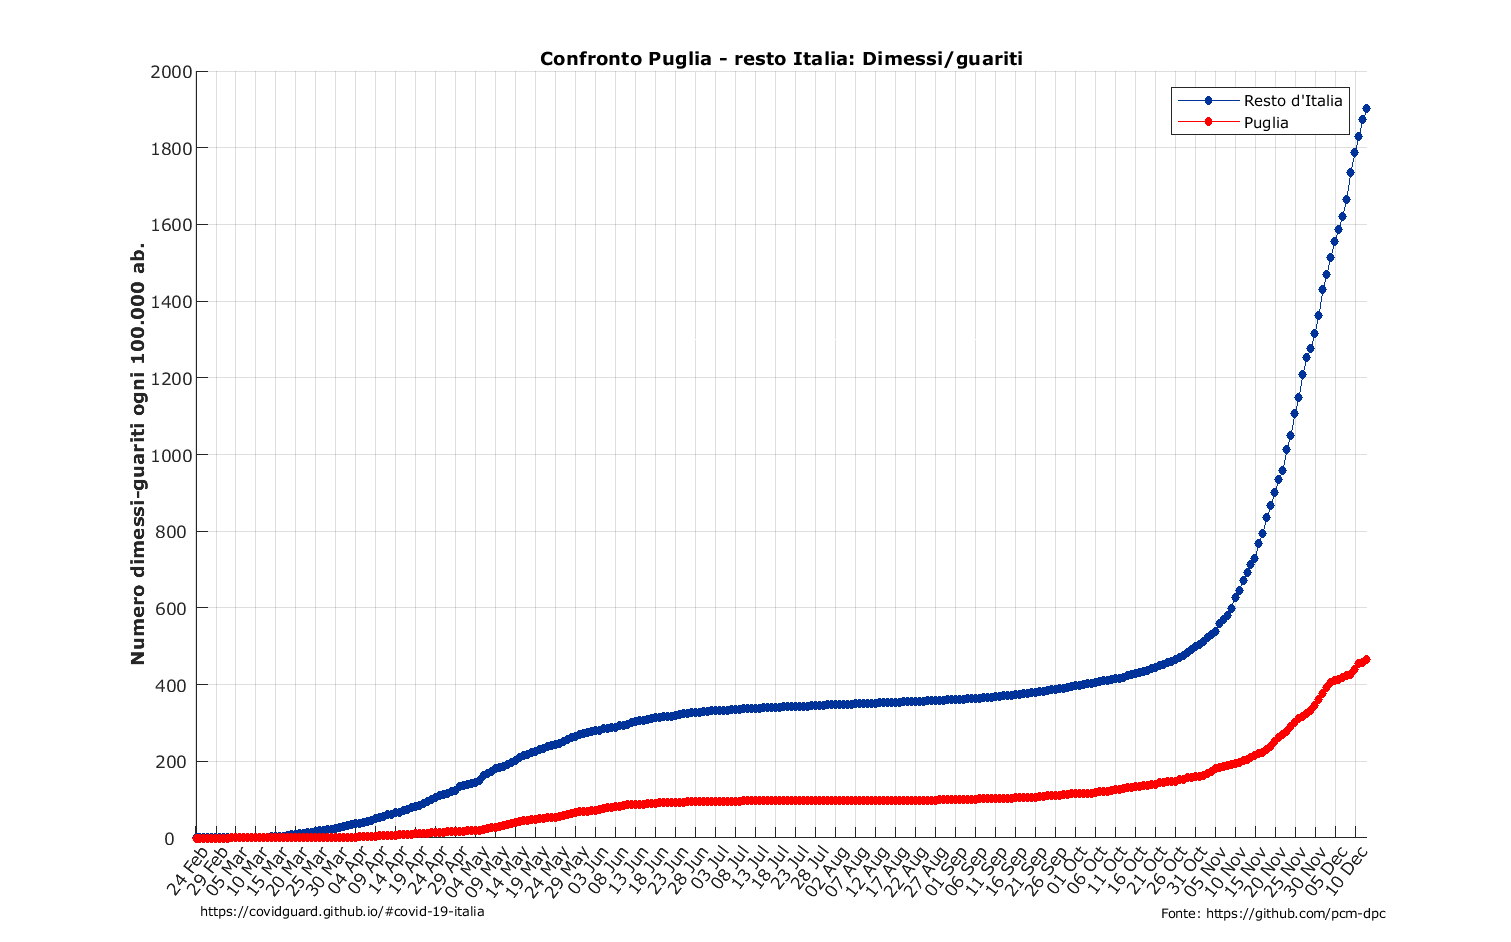 Confronto Puglia - resto Italia: Dimessi/guariti
Resto d'Italia
Puglia
Numero dimessi-guariti ogni 100.000 ab.
2000
1800
1600
1400
1200
1000
800
600
400
200
0
24 Feb
29 Feb
05 Mar
10 Mar
15 Mar
20 Mar
25 Mar
30 Mar
04 Apr
09 Apr
14 Apr
19 Apr
24 Apr
29 Apr
04 May
09 May
14 May
19 May
24 May
29 May
03 Jun
08 Jun
13 Jun
18 Jun
23 Jun
28 Jun
03 Jul
08 Jul
13 Jul
18 Jul
23 Jul
28 Jul
02 Aug
07 Aug
12 Aug
17 Aug
22 Aug
27 Aug
01 Sep
06 Sep
11 Sep
16 Sep
21 Sep
26 Sep
01 Oct
06 Oct
11 Oct
16 Oct
21 Oct
26 Oct
31 Oct
05 Nov
10 Nov
15 Nov
20 Nov
25 Nov
30 Nov
05 Dec
10 Dec
https://covidguard.github.io/#covid-19-italia
Fonte: https://github.com/pcm-dpc